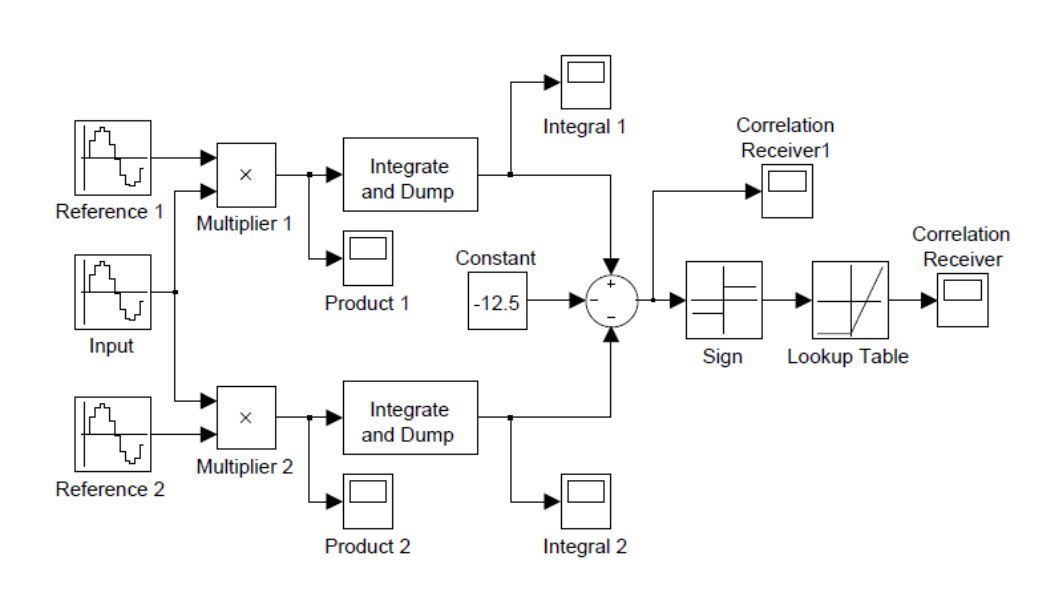 Integral 1
Correlation
Receiver1
Integrate
and Dump
×
Reference 1
Multiplier 1
Correlation
Receiver
Constant
Product 1
+
-12.5
−
−
Input
Sign
Lookup Table
Integrate
and Dump
×
Multiplier 2
Reference 2
Product 2
Integral 2